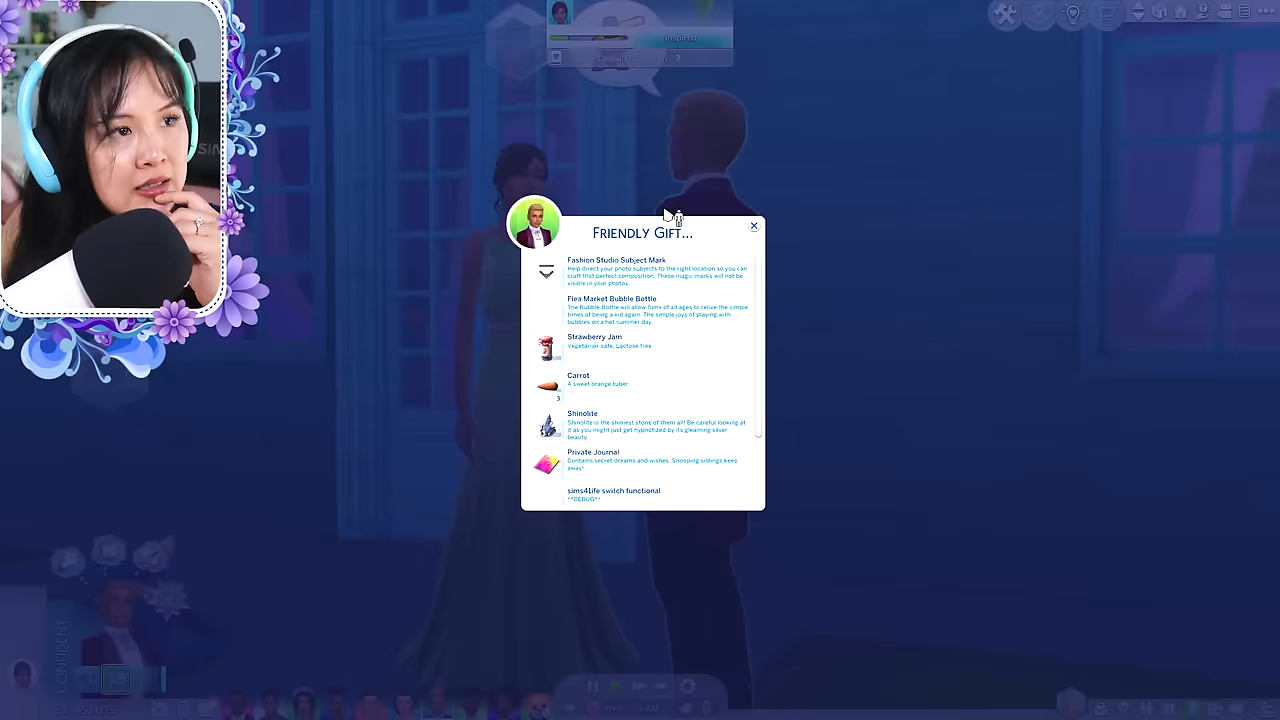 Inspired
FRIENDLY GIFT...
Fashion Studio Subject Mark
Help direct your photo subjects to the right location so you can
craft that perfect composition. These magic marks will not be
visible in your photos.
Flea Market Bubble Bottle
The Bubble Bottle will allow Sims of all ages to relive the simple
times of being a kid again. The simple joys of playing with
bubbles on a hot summer day.
Strawberry Jam
Vegetarian-safe, Lactose free
Carrot
A sweet orange tuber
3
Shinolite
Shinolite is the shiniest stone of them all! Be careful looking at
it as you might just get hypnotized by its gleaming silver
beauty.
Private Journal
Contains secret dreams and wishes. Snooping siblings keep
away!
sims41ife switch functional
**DEBUG**
CONFIDENT